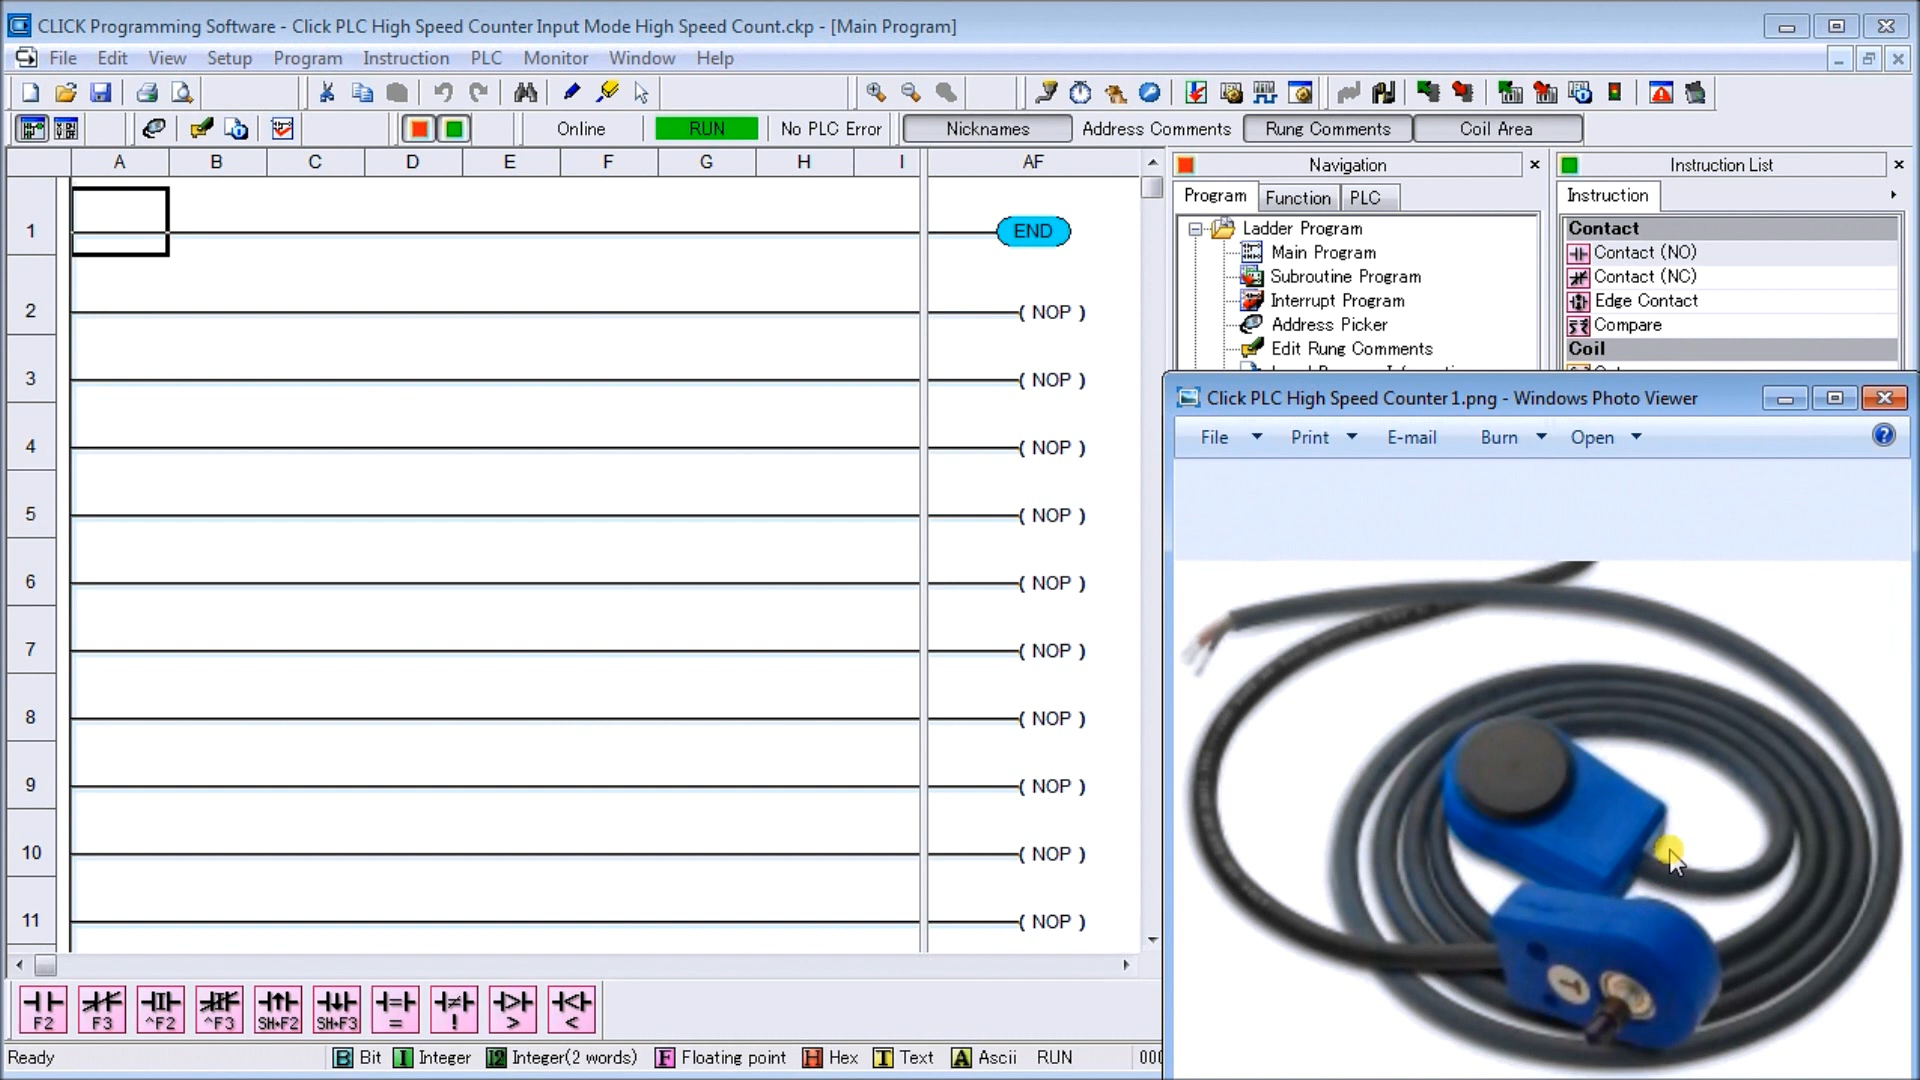 CLICK Programming Software - Click PLC High Speed Counter Input Mode High Speed Count.ckp - [Main Program]
File Edit View Setup Program Instruction PLC Monitor Window Help
Online RUN No PLC Error Nicknames Address Comments Rung Comments Coil Area
A B C D E F G H I AF
1 END
2 ( NOP )
3 ( NOP )
4 ( NOP )
5 ( NOP )
6 ( NOP )
7 ( NOP )
8 ( NOP )
9 ( NOP )
10 ( NOP )
11 ( NOP )
Navigation
Program Function PLC
Ladder Program
Main Program
Subroutine Program
Interrupt Program
Address Picker
Edit Rung Comments
Instruction List
Instruction
Contact
Contact (NO)
Contact (NC)
Edge Contact
Compare
Coil
Click PLC High Speed Counter 1.png - Windows Photo Viewer
File Print E-mail Burn Open
F2 F3 ^F2 ^F3 SH+F2 SH+F3 = ! > <
Ready B Bit I Integer I2 Integer(2 words) F Floating point H Hex T Text A Ascii RUN